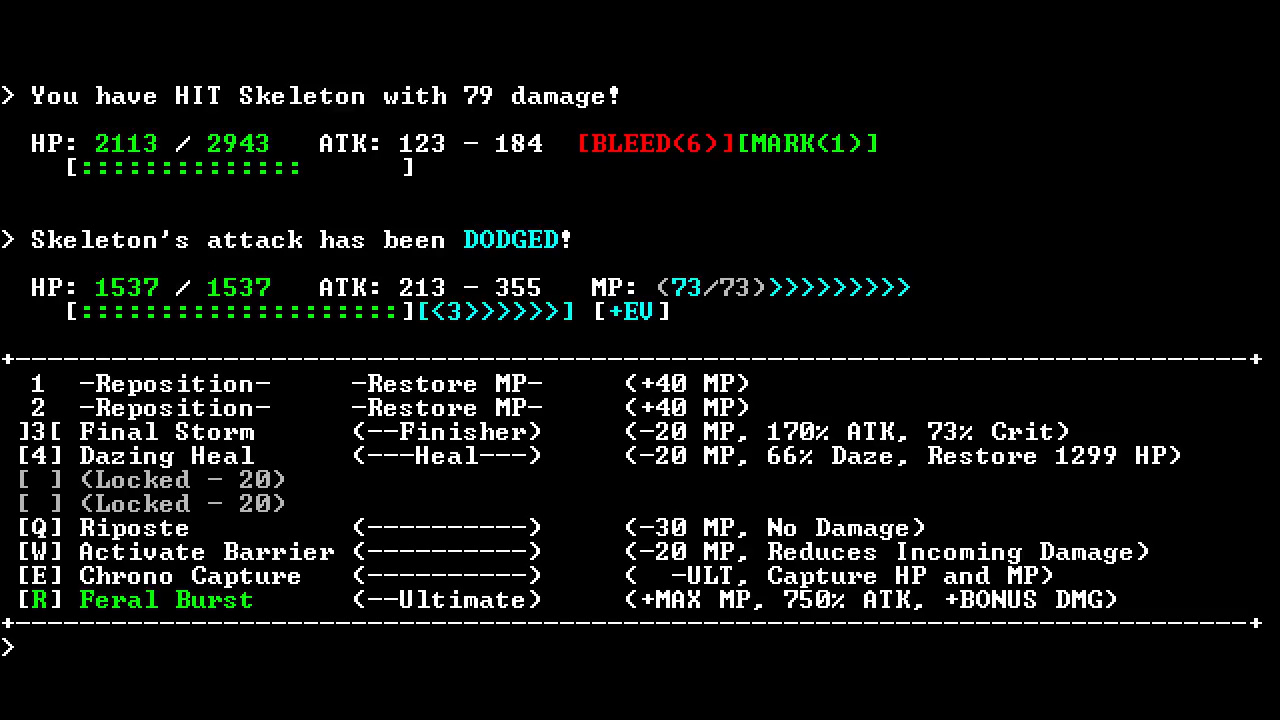 > You have HIT Skeleton with 79 damage!
HP: 2113 / 2943   ATK: 123 - 184  [BLEED(6)][MARK(1)]
[::::::::::::::      ]
> Skeleton's attack has been DODGED!
HP: 1537 / 1537   ATK: 213 - 355   MP: (73/73)>>>>>>>>>
[::::::::::::::::::::][<3>>>>>>] [+EV]
+-----------------------------------------------------------------------------+
1  -Reposition-     -Restore MP-     (+40 MP)
2  -Reposition-     -Restore MP-     (+40 MP)
]3[ Final Storm      (--Finisher)     (-20 MP, 170% ATK, 73% Crit)
[4] Dazing Heal      (---Heal---)     (-20 MP, 66% Daze, Restore 1299 HP)
[ ] (Locked - 20)
[ ] (Locked - 20)
[Q] Riposte          (----------)     (-30 MP, No Damage)
[W] Activate Barrier (----------)     (-20 MP, Reduces Incoming Damage)
[E] Chrono Capture   (----------)     (  -ULT, Capture HP and MP)
[R] Feral Burst      (--Ultimate)     (+MAX MP, 750% ATK, +BONUS DMG)
+-----------------------------------------------------------------------------+
>